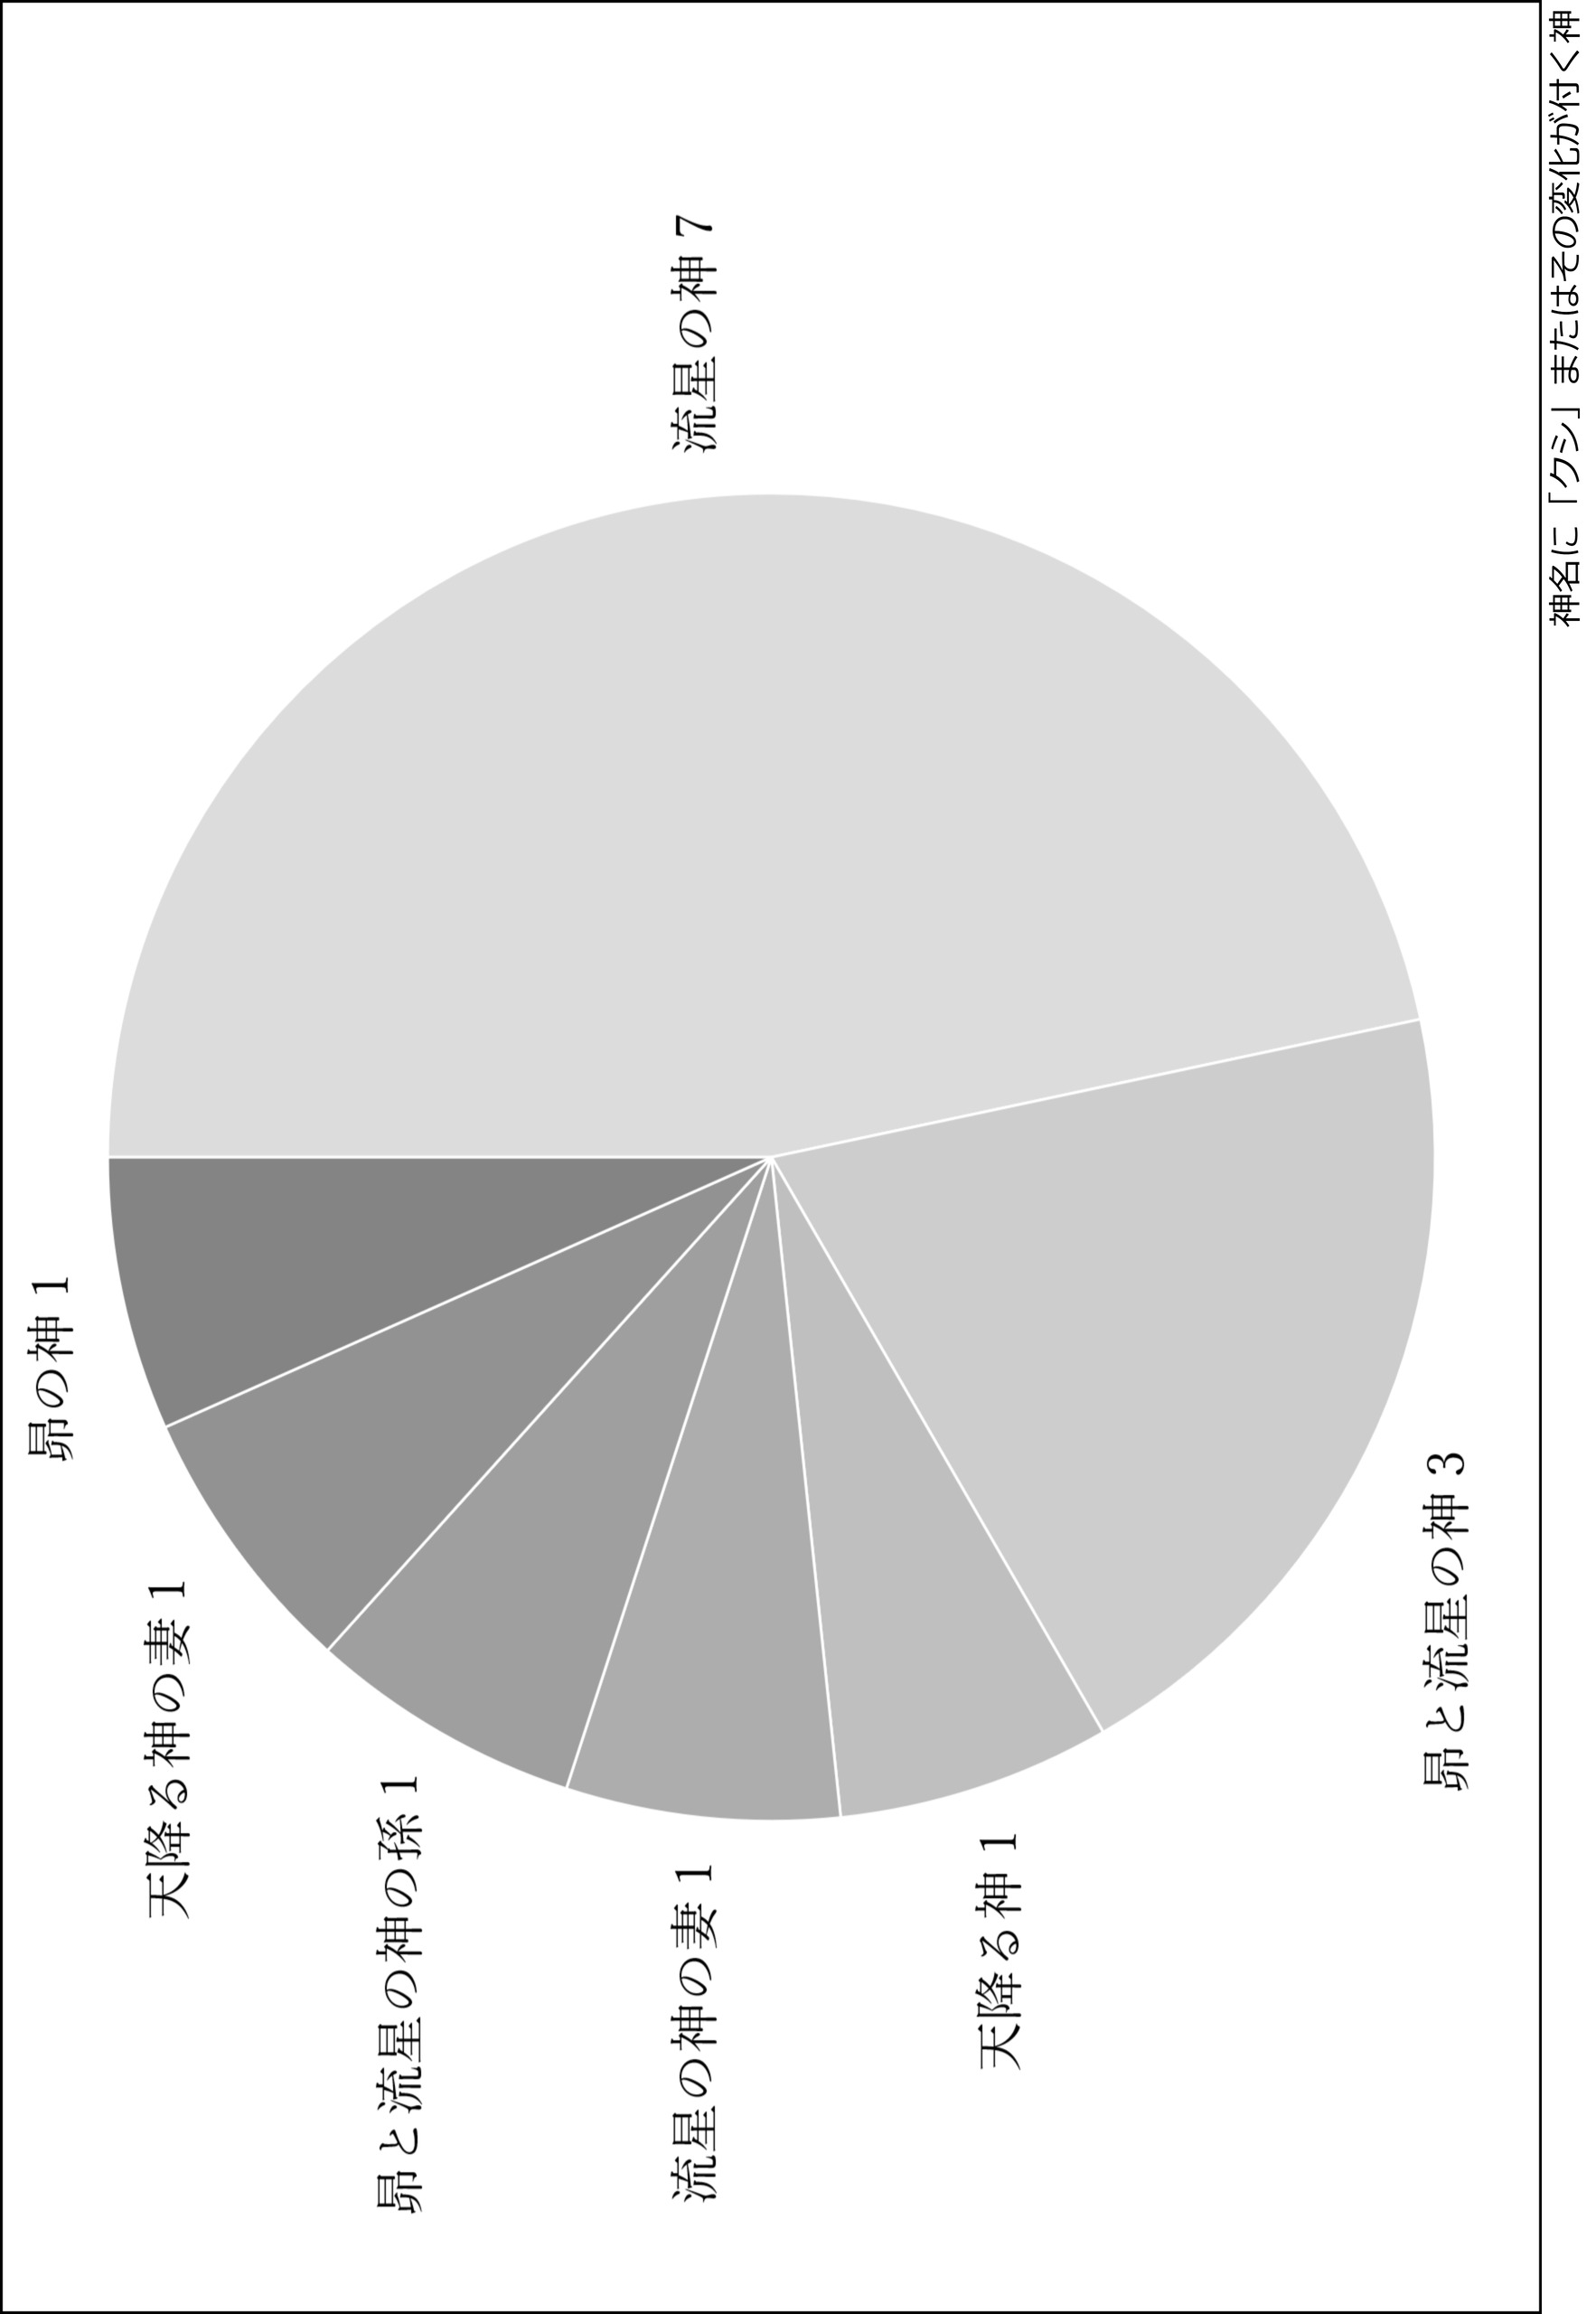 神名に「クシ」またはその変化が付く神
流星の神 7
昴と流星の神 3
天降る神 1
流星の神の妻 1
昴と流星の神の孫 1
天降る神の妻 1
昴の神 1